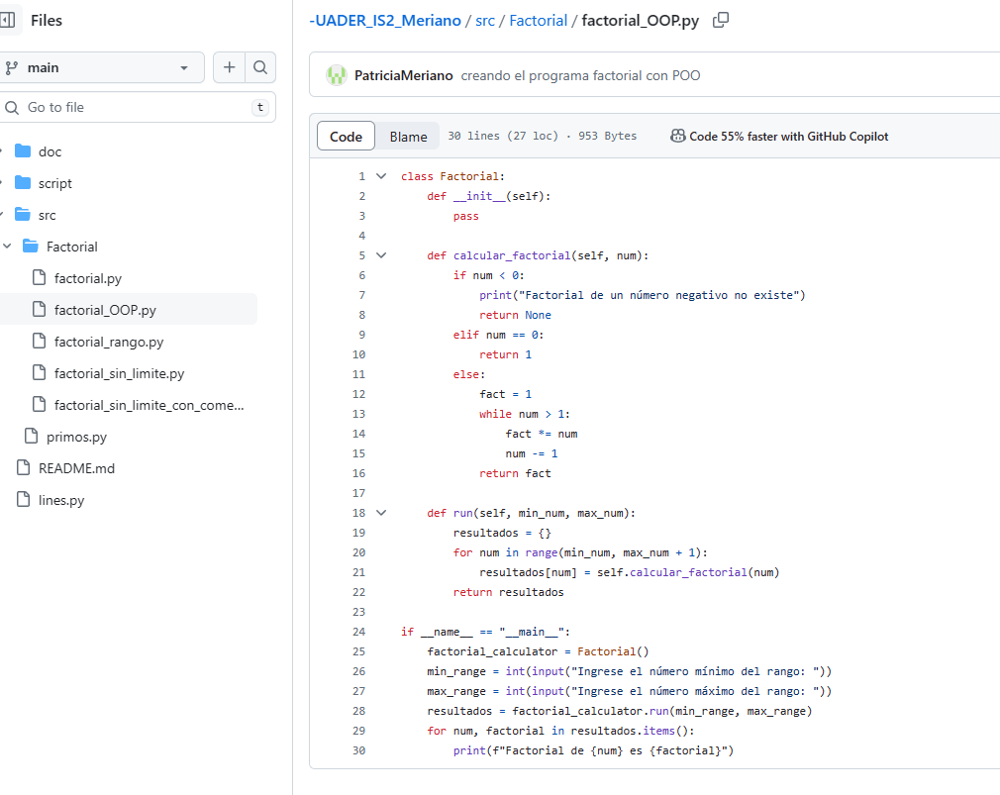 Files
main
Go to file
t
doc
script
src
Factorial
factorial.py
factorial_OOP.py
factorial_rango.py
factorial_sin_limite.py
factorial_sin_limite_con_come...
primos.py
README.md
lines.py
-UADER_IS2_Meriano / src / Factorial / factorial_OOP.py
PatriciaMeriano creando el programa factorial con POO
Code Blame 30 lines (27 loc) · 953 Bytes Code 55% faster with GitHub Copilot
1 class Factorial:
2     def __init__(self):
3         pass
4
5     def calcular_factorial(self, num):
6         if num < 0:
7             print("Factorial de un número negativo no existe")
8             return None
9         elif num == 0:
10             return 1
11         else:
12             fact = 1
13             while num > 1:
14                 fact *= num
15                 num -= 1
16             return fact
17
18     def run(self, min_num, max_num):
19         resultados = {}
20         for num in range(min_num, max_num + 1):
21             resultados[num] = self.calcular_factorial(num)
22         return resultados
23
24 if __name__ == "__main__":
25     factorial_calculator = Factorial()
26     min_range = int(input("Ingrese el número mínimo del rango: "))
27     max_range = int(input("Ingrese el número máximo del rango: "))
28     resultados = factorial_calculator.run(min_range, max_range)
29     for num, factorial in resultados.items():
30         print(f"Factorial de {num} es {factorial}")